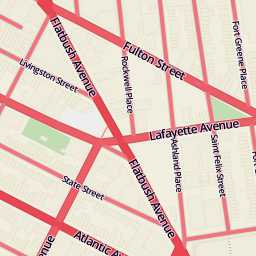 Flatbush Avenue
Fulton Street
Fort Greene Place
Livingston Street
Rockwell Place
Lafayette Avenue
Ashland Place
Saint Felix Street
Flatbush Avenue
State Street
Atlantic
Avenue